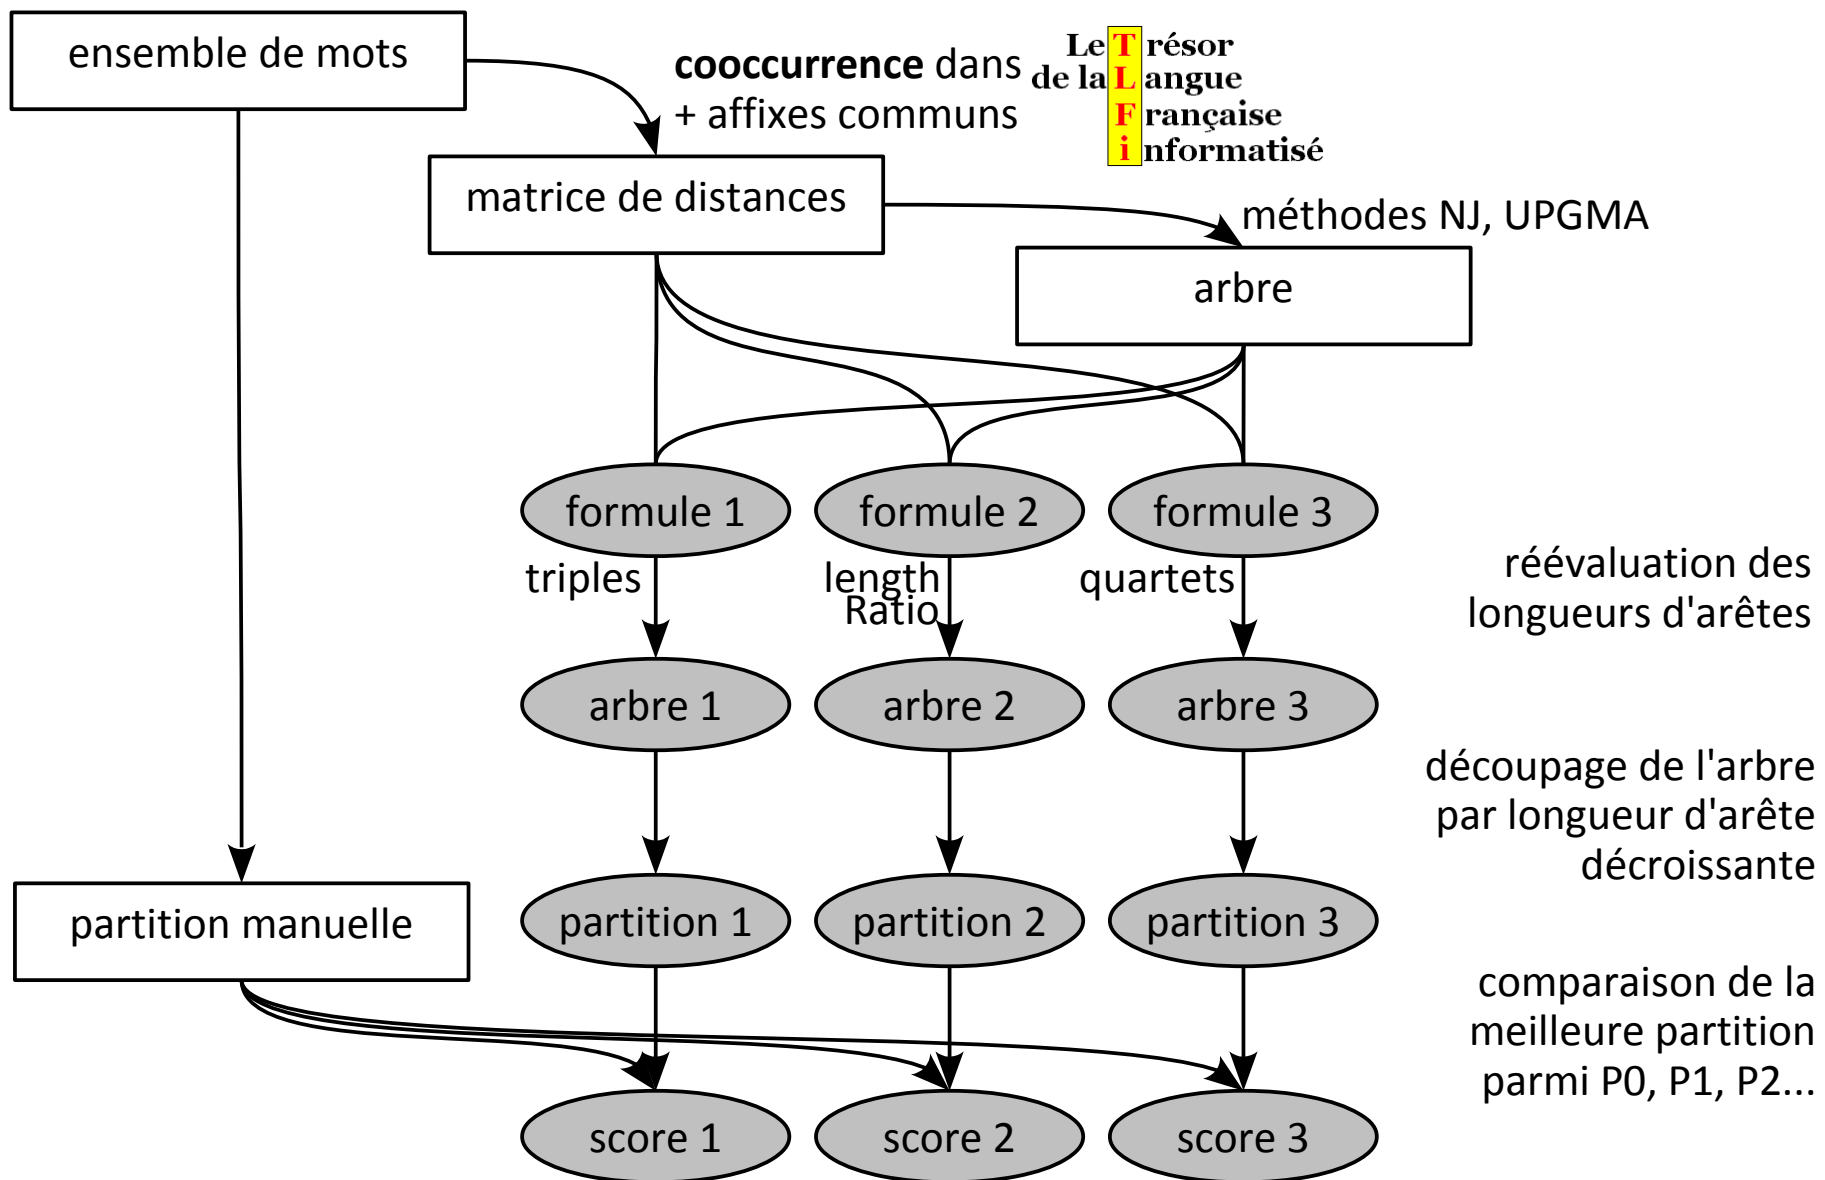 ensemble de mots
cooccurrence dans
+ affixes communs
Le Trésor
de la Langue
Française
informatisé
matrice de distances
méthodes NJ, UPGMA
arbre
formule 1
formule 2
formule 3
triples
length
Ratio
quartets
réévaluation des
longueurs d'arêtes
arbre 1
arbre 2
arbre 3
découpage de l'arbre
par longueur d'arête
décroissante
partition manuelle
partition 1
partition 2
partition 3
comparaison de la
meilleure partition
parmi P0, P1, P2...
score 1
score 2
score 3